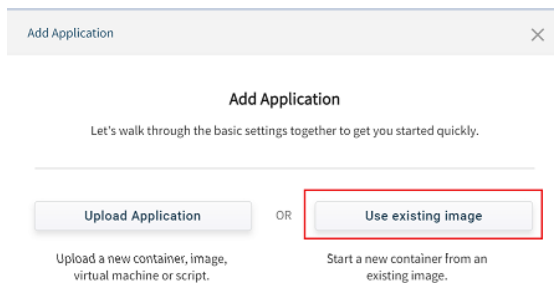 Add Application
Add Application
Let's walk through the basic settings together to get you started quickly.
Upload Application
OR
Use existing image
Upload a new container, image,
virtual machine or script.
Start a new container from an
existing image.